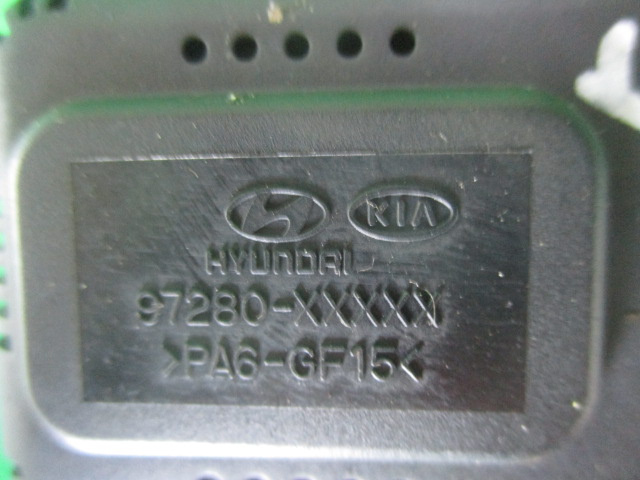 KIA
HYUNDAI
97280-XXXXX
>PA6-GF15<